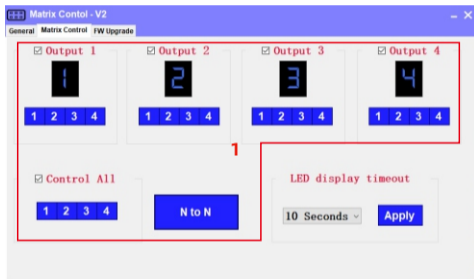 Matrix Contol - V2
General Matrix Control FW Upgrade
Output 1 Output 2 Output 3 Output 4
1 2 3 4
1 2 3 4 1 2 3 4 1 2 3 4 1 2 3 4
1
Control All LED display timeout
1 2 3 4 N to N 10 Seconds Apply